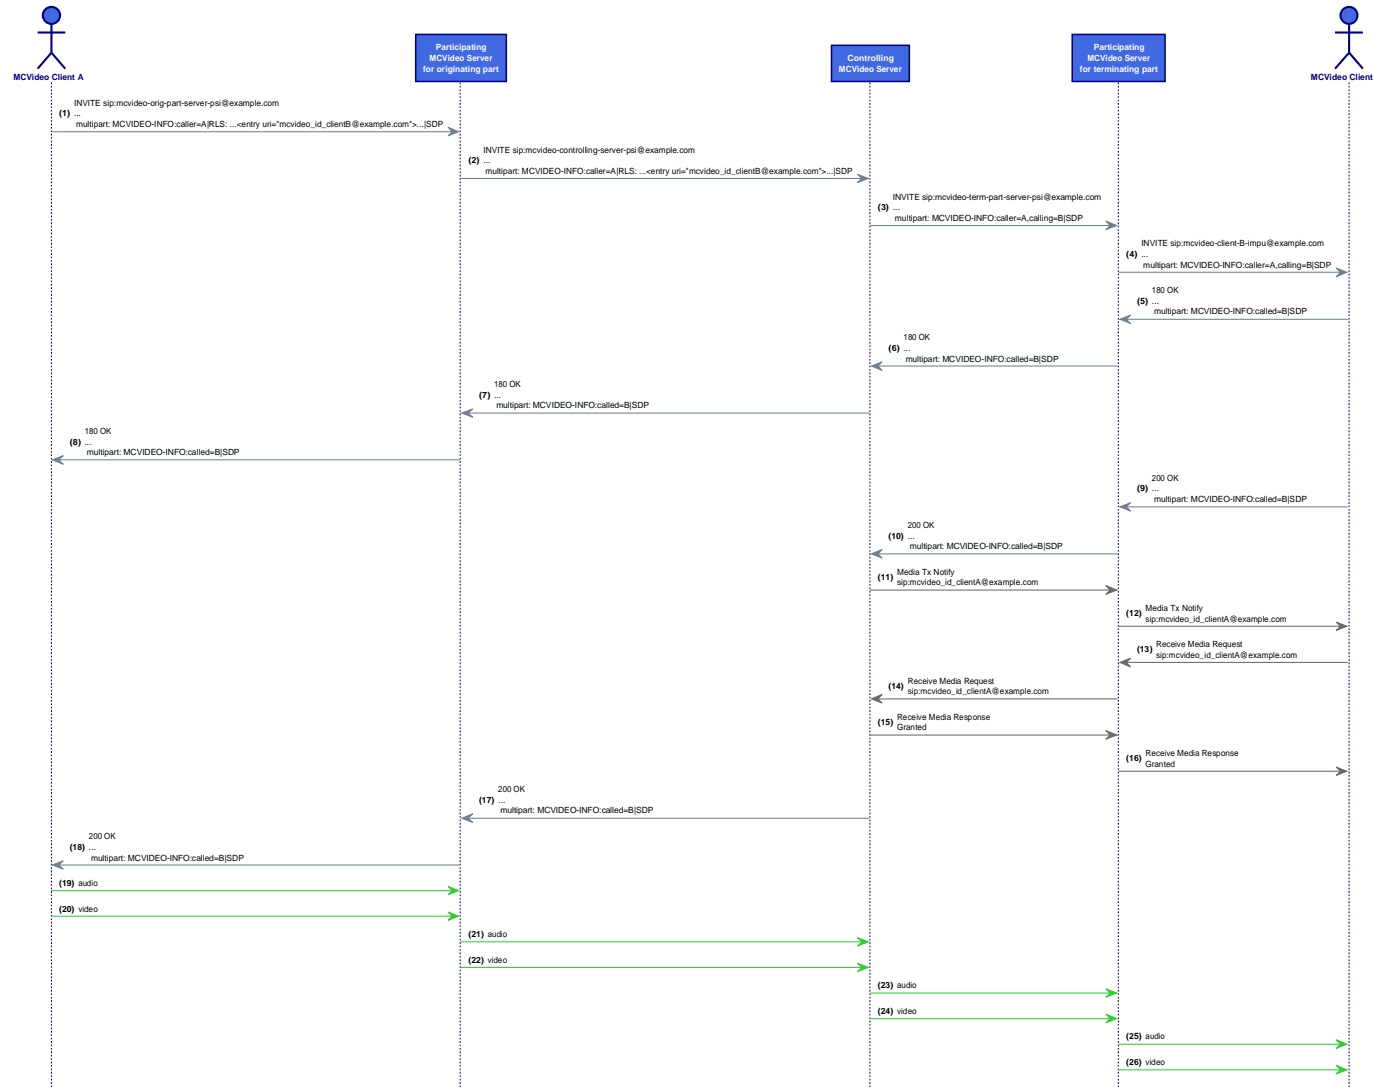 MCVideo Client A
Participating
MCVideo Server
for originating part
Controlling
MCVideo Server
Participating
MCVideo Server
for terminating part
MCVideo Client
INVITE sip:mcvideo-orig-part-server-psi@example.com
(1) ...
multipart: MCVIDEO-INFO:caller=A|RLS: ...<entry uri="mcvideo_id_clientB@example.com">...|SDP
INVITE sip:mcvideo-controlling-server-psi@example.com
(2) ...
multipart: MCVIDEO-INFO:caller=A|RLS: ...<entry uri="mcvideo_id_clientB@example.com">...|SDP
INVITE sip:mcvideo-term-part-server-psi@example.com
(3) ...
multipart: MCVIDEO-INFO:caller=A,calling=B|SDP
INVITE sip:mcvideo-client-B-impu@example.com
(4) ...
multipart: MCVIDEO-INFO:caller=A,calling=B|SDP
180 OK
(5) ...
multipart: MCVIDEO-INFO:called=B|SDP
180 OK
(6) ...
multipart: MCVIDEO-INFO:called=B|SDP
180 OK
(7) ...
multipart: MCVIDEO-INFO:called=B|SDP
180 OK
(8) ...
multipart: MCVIDEO-INFO:called=B|SDP
200 OK
(9) ...
multipart: MCVIDEO-INFO:called=B|SDP
200 OK
(10) ...
multipart: MCVIDEO-INFO:called=B|SDP
(11) Media Tx Notify
sip:mcvideo_id_clientA@example.com
(12) Media Tx Notify
sip:mcvideo_id_clientA@example.com
(13) Receive Media Request
sip:mcvideo_id_clientA@example.com
(14) Receive Media Request
sip:mcvideo_id_clientA@example.com
(15) Receive Media Response
Granted
(16) Receive Media Response
Granted
200 OK
(17) ...
multipart: MCVIDEO-INFO:called=B|SDP
200 OK
(18) ...
multipart: MCVIDEO-INFO:called=B|SDP
(19) audio
(20) video
(21) audio
(22) video
(23) audio
(24) video
(25) audio
(26) video